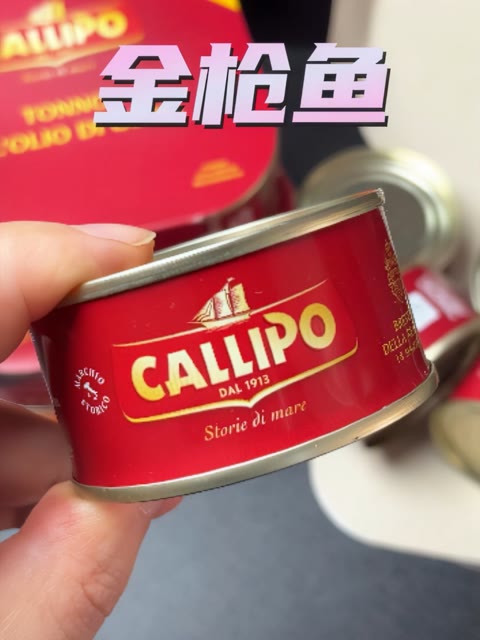 金枪鱼
CALLIPO
TONNO
L'OLIO DI
CALLIPO
DAL 1913
Storie di mare
MARCHIO
STORICO
DELLA